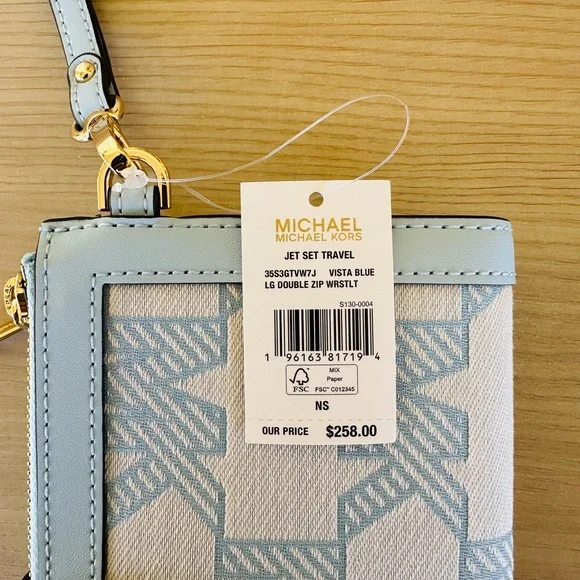 MICHAEL
MICHAEL KORS
JET SET TRAVEL
35S3GTVW7J VISTA BLUE
LG DOUBLE ZIP WRSTLT
S130-0004
1 96163 81719 4
FSC
MIX
Paper
FSC™ C012345
NS
OUR PRICE $258.00